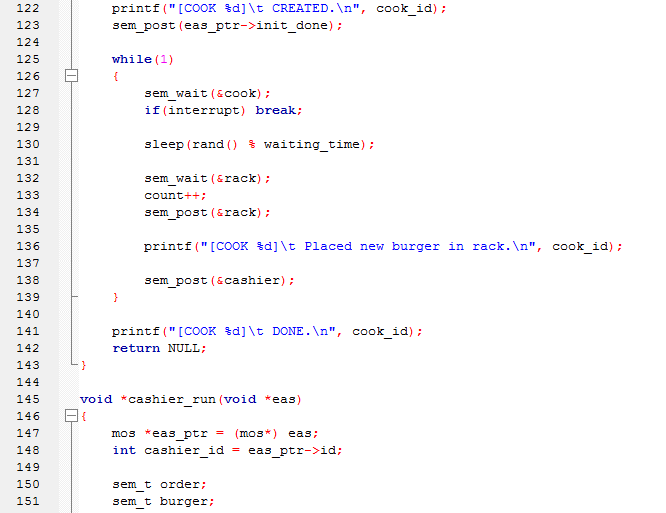 122 printf("[COOK %d]\t CREATED.\n", cook_id);
123 sem_post(eas_ptr->init_done);
124
125 while(1)
126 {
127 sem_wait(&cook);
128 if(interrupt) break;
129
130 sleep(rand() % waiting_time);
131
132 sem_wait(&rack);
133 count++;
134 sem_post(&rack);
135
136 printf("[COOK %d]\t Placed new burger in rack.\n", cook_id);
137
138 sem_post(&cashier);
139 }
140
141 printf("[COOK %d]\t DONE.\n", cook_id);
142 return NULL;
143 }
144
145 void *cashier_run(void *eas)
146 {
147 mos *eas_ptr = (mos*) eas;
148 int cashier_id = eas_ptr->id;
149
150 sem_t order;
151 sem_t burger;